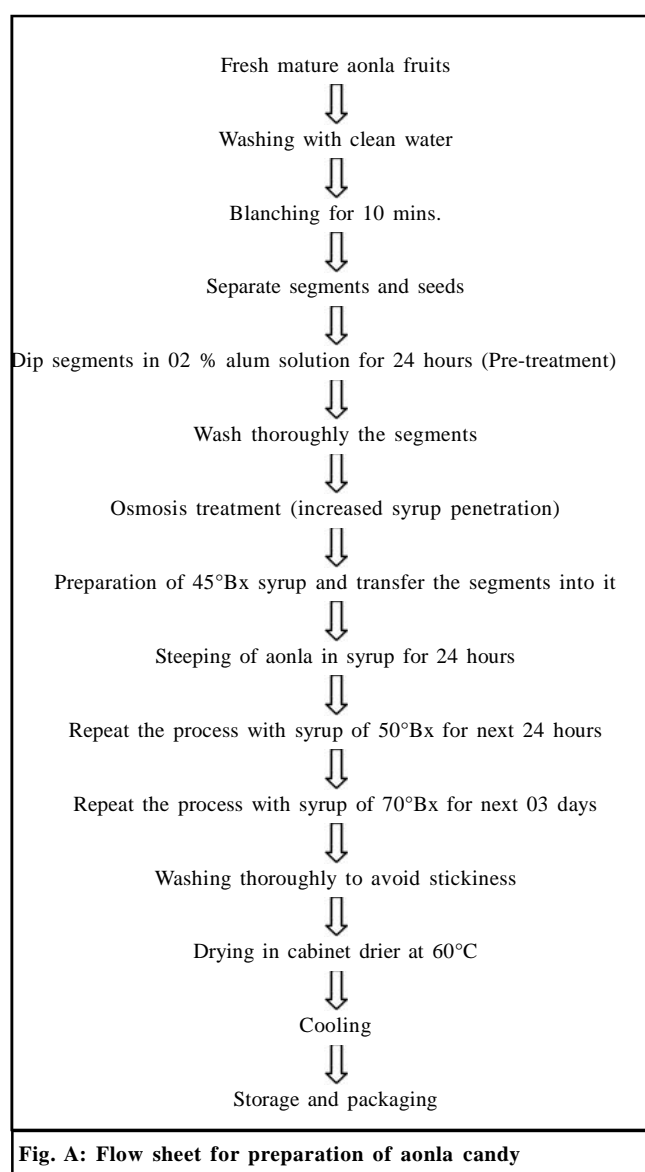 Fresh mature aonla fruits
Washing with clean water
Blanching for 10 mins.
Separate segments and seeds
Dip segments in 02 % alum solution for 24 hours (Pre-treatment)
Wash thoroughly the segments
Osmosis treatment (increased syrup penetration)
Preparation of 45°Bx syrup and transfer the segments into it
Steeping of aonla in syrup for 24 hours
Repeat the process with syrup of 50°Bx for next 24 hours
Repeat the process with syrup of 70°Bx for next 03 days
Washing thoroughly to avoid stickiness
Drying in cabinet drier at 60°C
Cooling
Storage and packaging
Fig. A: Flow sheet for preparation of aonla candy